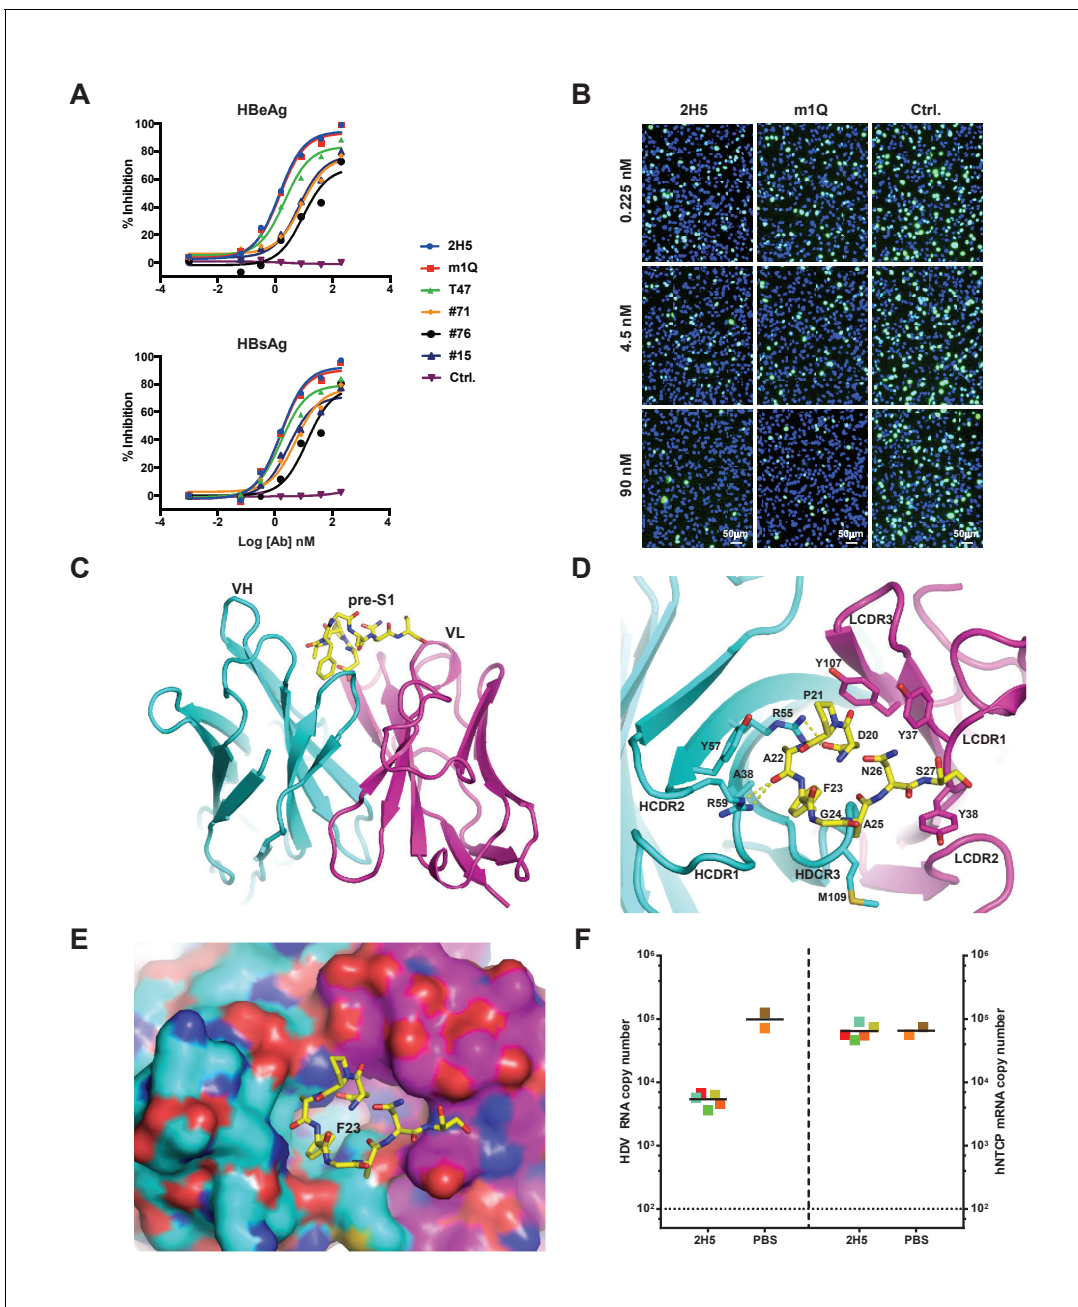 A
HBeAg
100
80
60
40
20
0
% Inhibition
-4 -2 0 2 4
HBsAg
100
80
60
40
20
0
% Inhibition
-4 -2 0 2 4
Log [Ab] nM
2H5
m1Q
T47
#71
#76
#15
Ctrl.
B
2H5 m1Q Ctrl.
0.225 nM
4.5 nM
90 nM
50μm 50μm 50μm
C
VH
pre-S1
VL
D
LCDR3
Y107
P21
R55
D20
Y37
LCDR1
Y57
A22
N26
S27
A38
F23
HCDR2
R59
G24
A25
Y38
HCDR1
HDCR3
LCDR2
M109
E
F23
F
10⁶
10⁵
10⁴
10³
10²
HDV RNA copy number
10⁶
10⁵
10⁴
10³
10²
hNTCP mRNA copy number
2H5 PBS 2H5 PBS